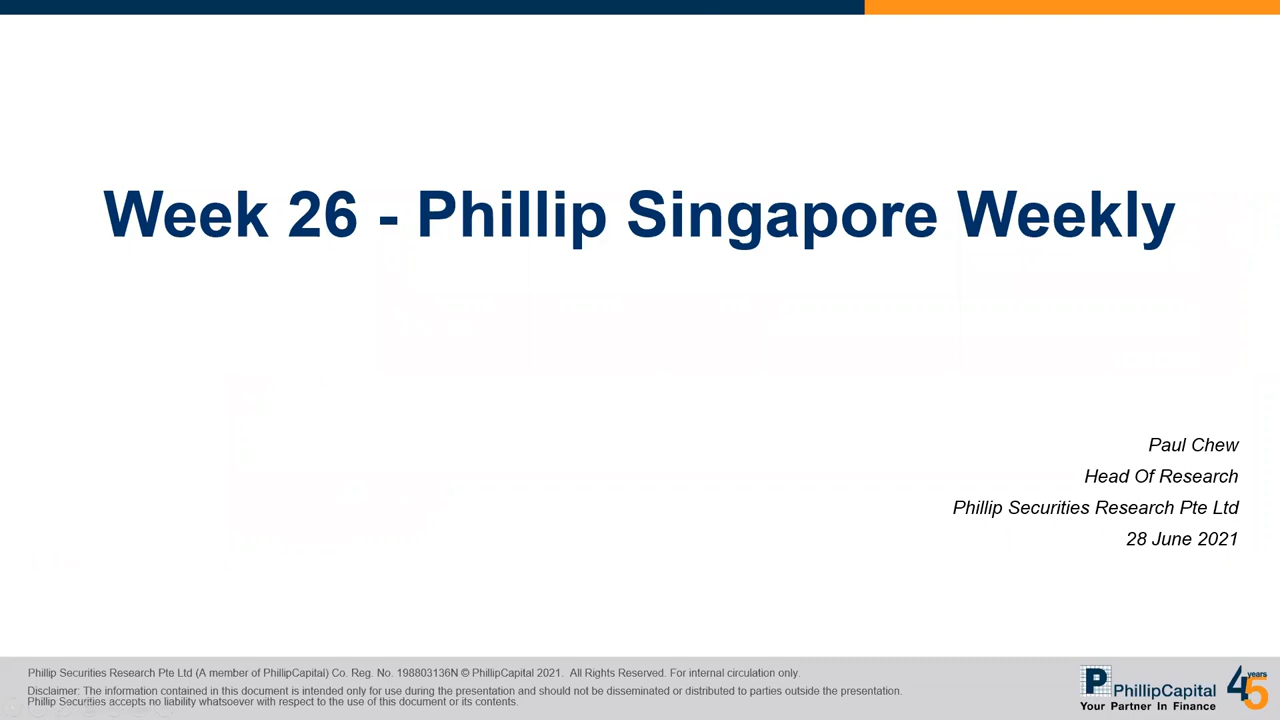 Week 26 - Phillip Singapore Weekly
Paul Chew
Head Of Research
Phillip Securities Research Pte Ltd
28 June 2021
Phillip Securities Research Pte Ltd (A member of PhillipCapital) Co. Reg. No. 198803136N © PhillipCapital 2021. All Rights Reserved. For internal circulation only.
Disclaimer: The information contained in this document is intended only for use during the presentation and should not be disseminated or distributed to parties outside the presentation.
Phillip Securities accepts no liability whatsoever with respect to the use of this document or its contents.
P PhillipCapital
Your Partner In Finance
45 years